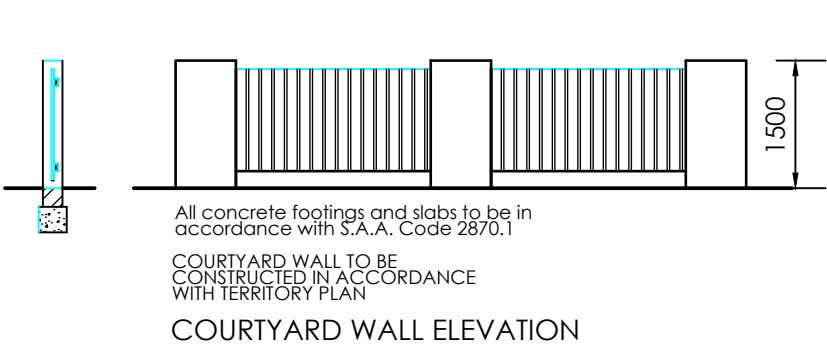 1500
All concrete footings and slabs to be in
accordance with S.A.A. Code 2870.1
COURTYARD WALL TO BE
CONSTRUCTED IN ACCORDANCE
WITH TERRITORY PLAN
COURTYARD WALL ELEVATION